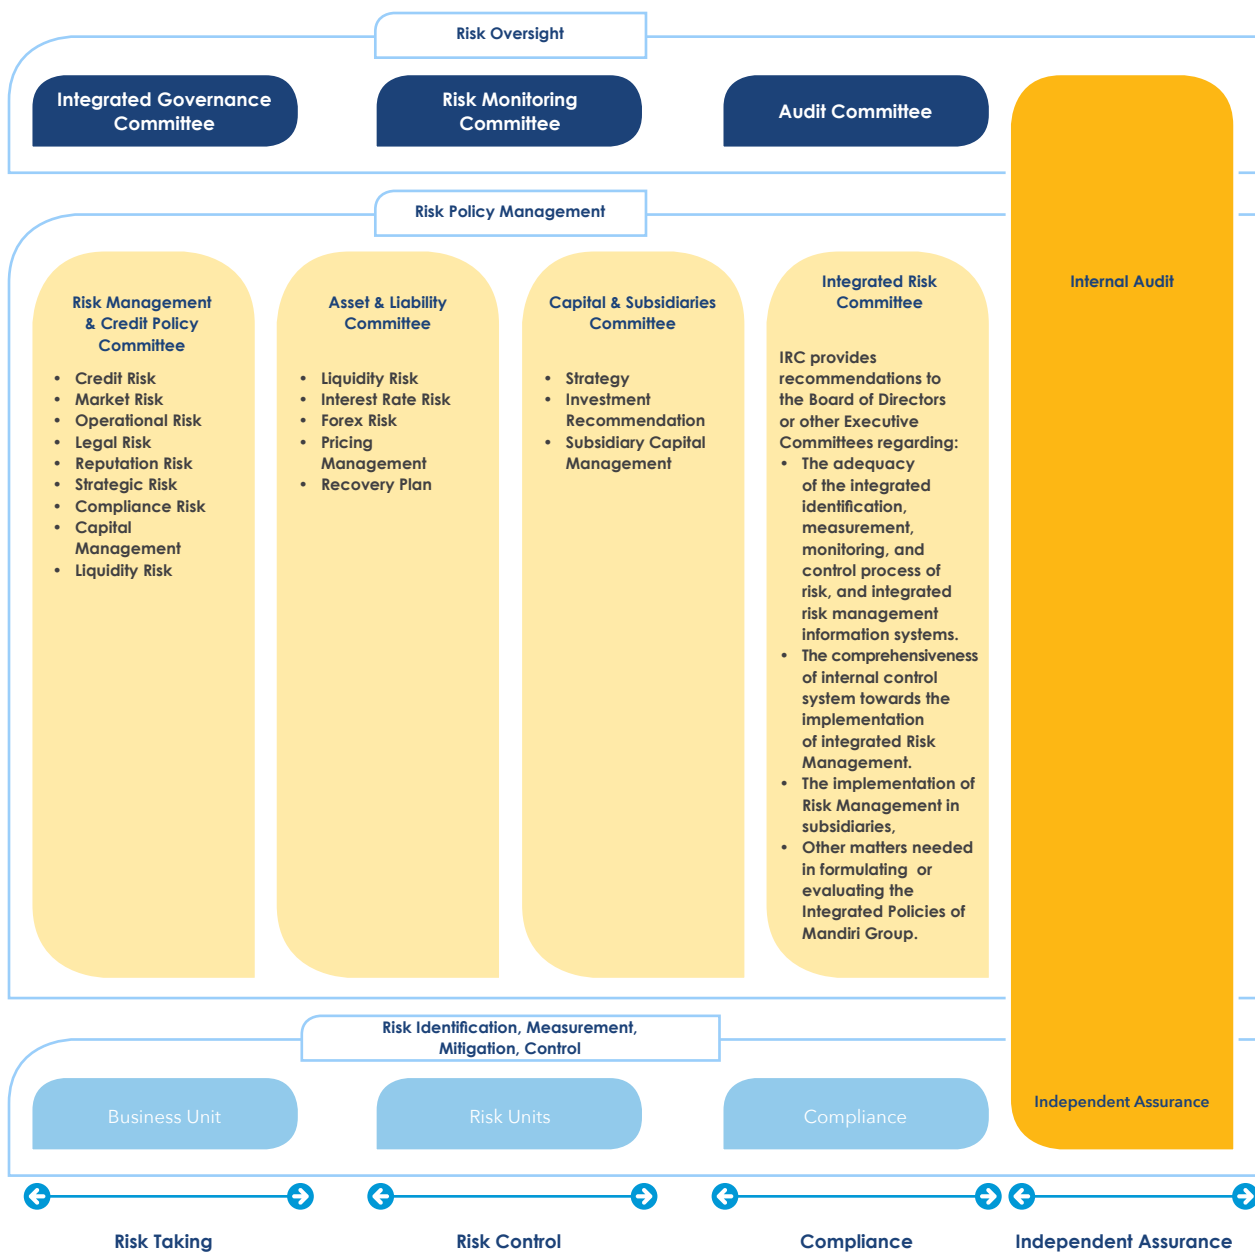 Risk Oversight
Integrated Governance
Committee
Risk Monitoring
Committee
Audit Committee
Risk Policy Management
Risk Management
& Credit Policy
Committee
• Credit Risk
• Market Risk
• Operational Risk
• Legal Risk
• Reputation Risk
• Strategic Risk
• Compliance Risk
• Capital
Management
• Liquidity Risk
Asset & Liability
Committee
• Liquidity Risk
• Interest Rate Risk
• Forex Risk
• Pricing
Management
• Recovery Plan
Capital & Subsidiaries
Committee
• Strategy
• Investment
Recommendation
• Subsidiary Capital
Management
Integrated Risk
Committee
IRC provides
recommendations to
the Board of Directors
or other Executive
Committees regarding:
• The adequacy
of the integrated
identification,
measurement,
monitoring, and
control process of
risk, and integrated
risk management
information systems.
• The comprehensiveness
of internal control
system towards the
implementation
of integrated Risk
Management.
• The implementation of
Risk Management in
subsidiaries,
• Other matters needed
in formulating or
evaluating the
Integrated Policies of
Mandiri Group.
Internal Audit
Risk Identification, Measurement,
Mitigation, Control
Business Unit
Risk Units
Compliance
Independent Assurance
Risk Taking
Risk Control
Compliance
Independent Assurance